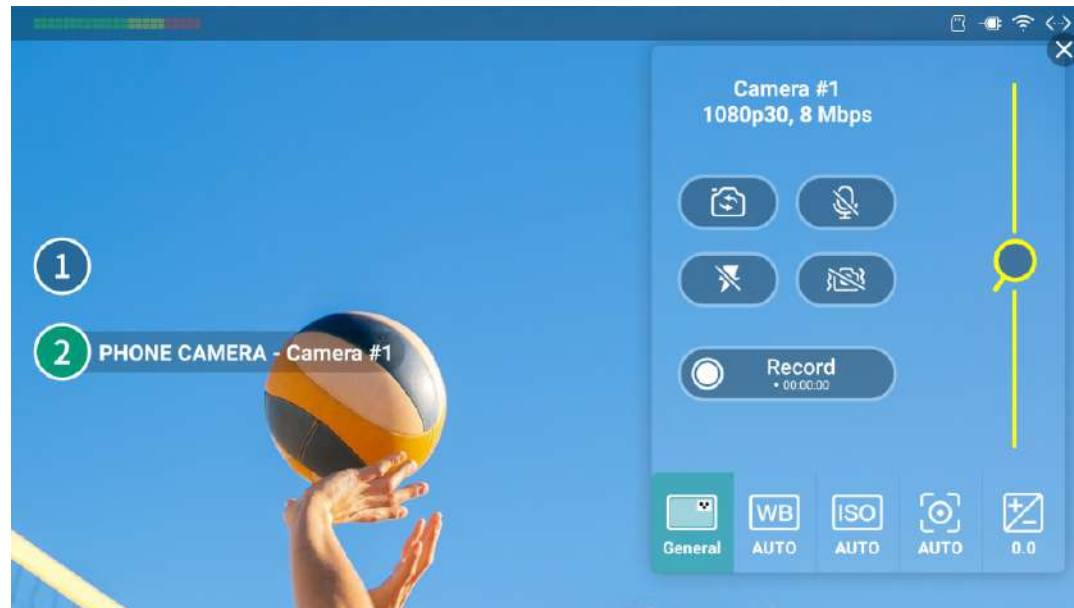 Camera #1
1080p30, 8 Mbps
1
2 PHONE CAMERA - Camera #1
Record
• 00:00:00
WB
ISO
General
AUTO
AUTO
AUTO
0.0